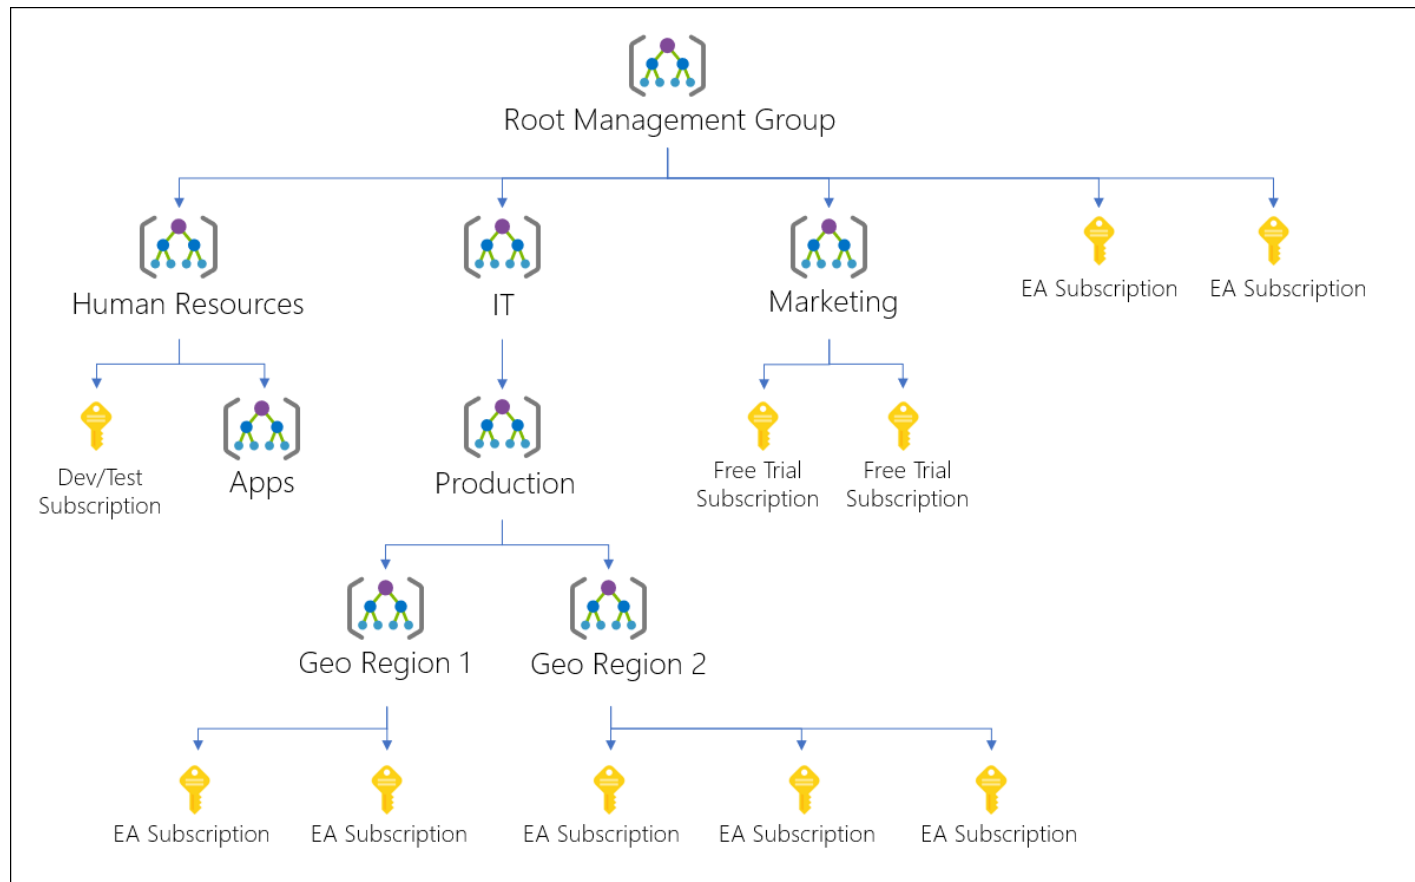 Root Management Group
Human Resources
IT
Marketing
EA Subscription
EA Subscription
Dev/Test
Subscription
Apps
Production
Free Trial
Subscription
Free Trial
Subscription
Geo Region 1
Geo Region 2
EA Subscription
EA Subscription
EA Subscription
EA Subscription
EA Subscription